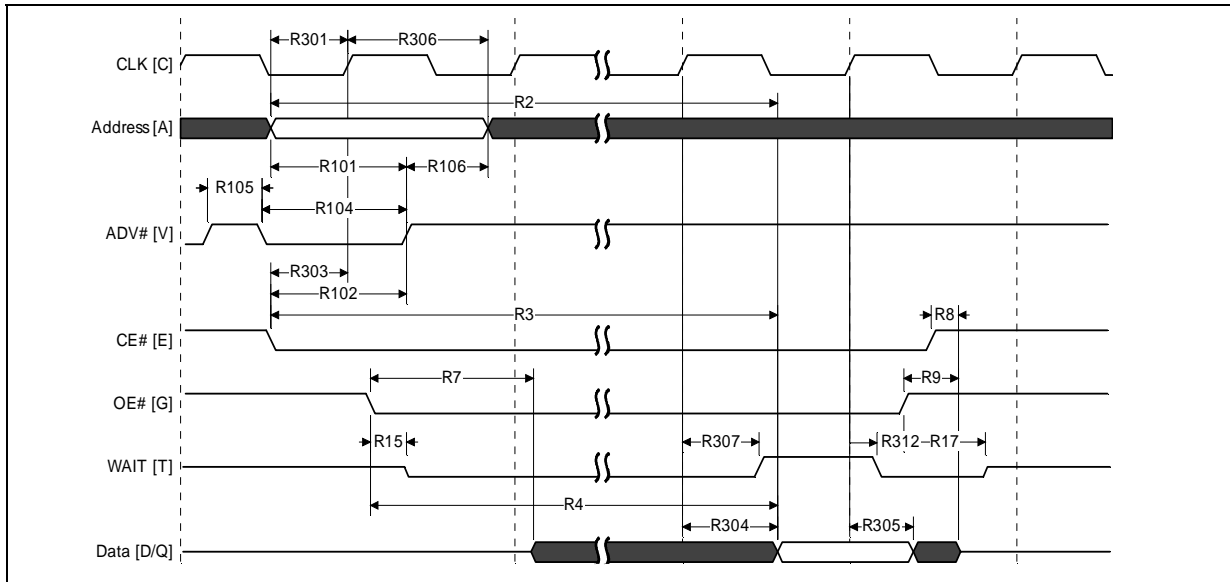 R301 R306
CLK [C]
R2
Address [A]
R101 R106
R105
R104
ADV# [V]
R303
R102
R3
R8
CE# [E]
R7
R9
OE# [G]
R15
R307
R312 R17
WAIT [T]
R4
R304
R305
Data [D/Q]